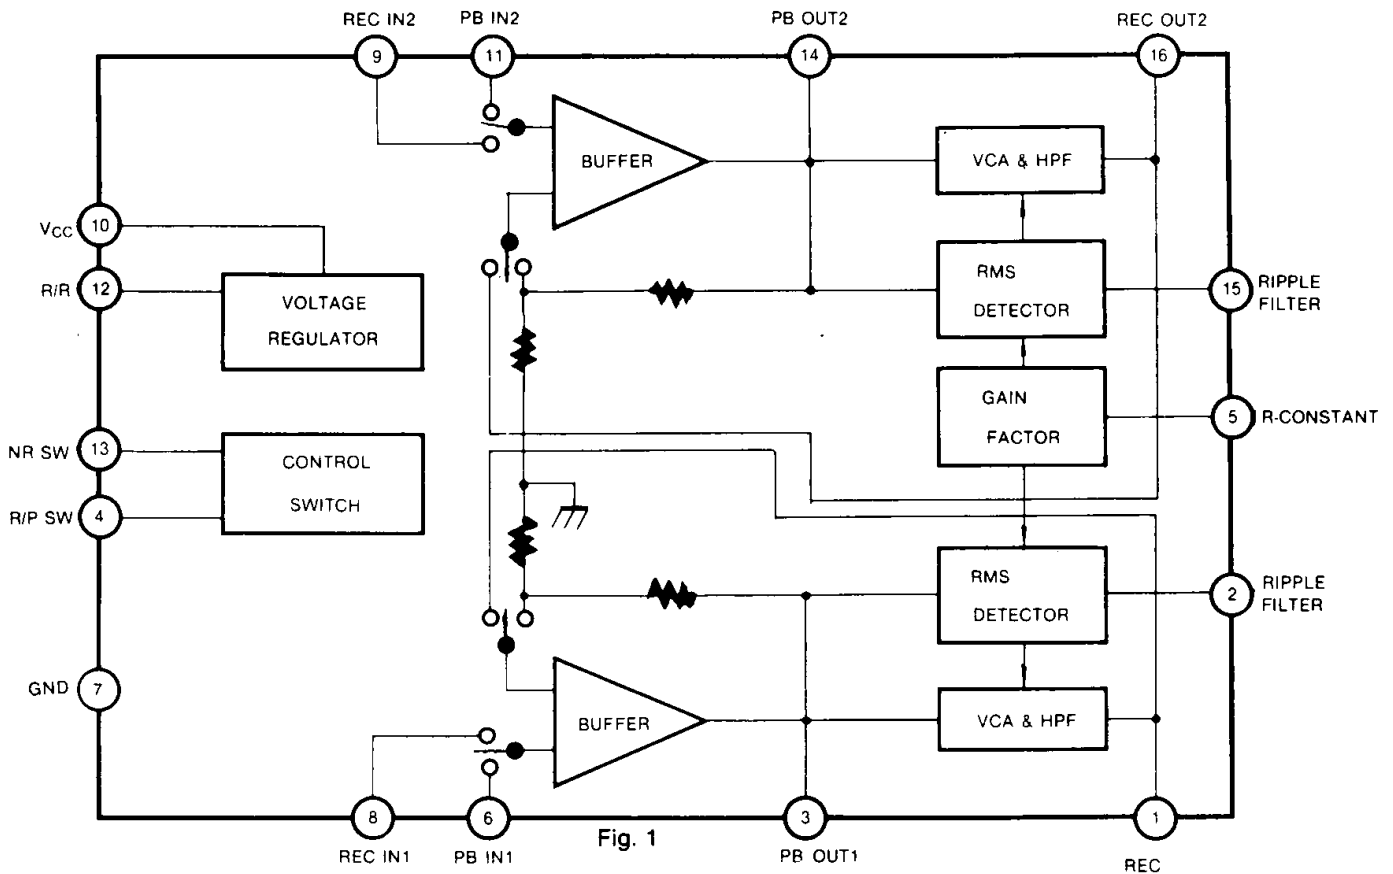 REC IN2
PB IN2
PB OUT2
REC OUT2
9
11
14
16
BUFFER
VCA & HPF
VCC
10
R/R
12
VOLTAGE
REGULATOR
RMS
DETECTOR
15
RIPPLE
FILTER
GAIN
FACTOR
5
R-CONSTANT
NR SW
13
R/P SW
4
CONTROL
SWITCH
RMS
DETECTOR
2
RIPPLE
FILTER
GND
7
BUFFER
VCA & HPF
8
6
3
1
Fig. 1
REC IN1
PB IN1
PB OUT1
REC